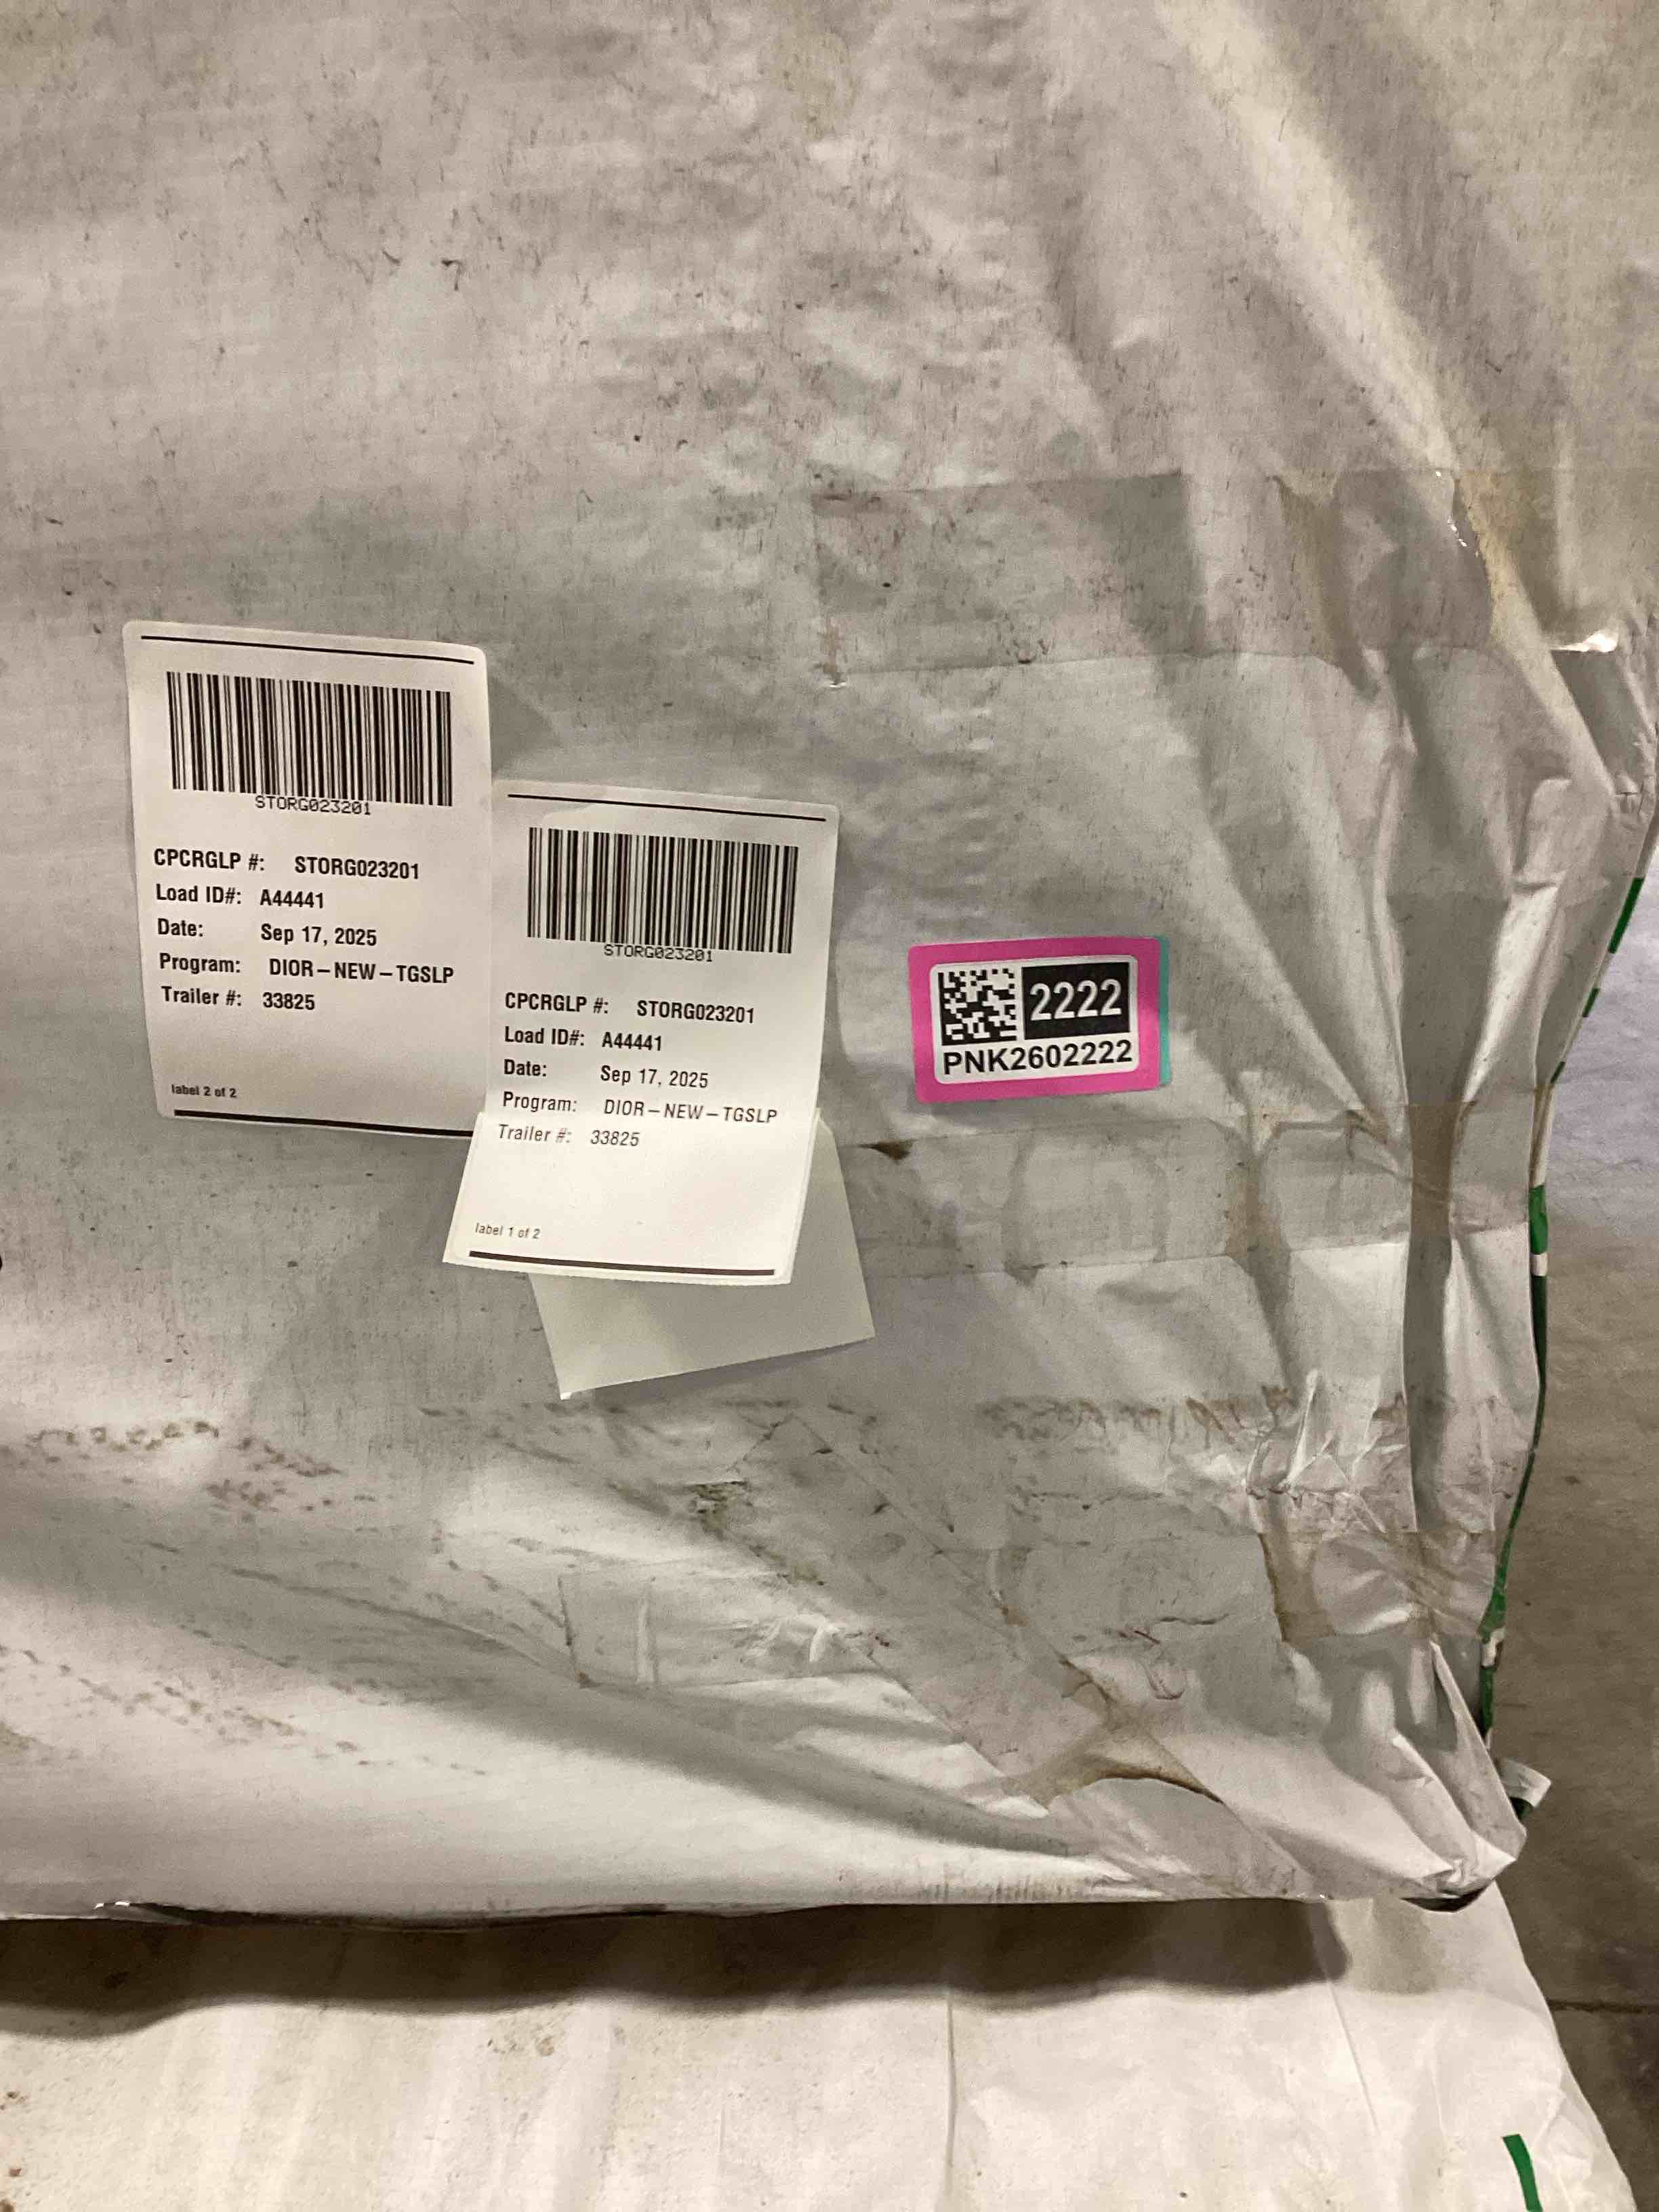 STORG023201
CPCRGLP #: STORG023201
Load ID#: A44441
Date: Sep 17, 2025
Program: DIOR-NEW-TGSLP
Trailer #: 33825
label 2 of 2
STORG023201
CPCRGLP #: STORG023201
Load ID#: A44441
Date: Sep 17, 2025
Program: DIOR-NEW-TGSLP
Trailer #: 33825
label 1 of 2
2222
PNK2602222